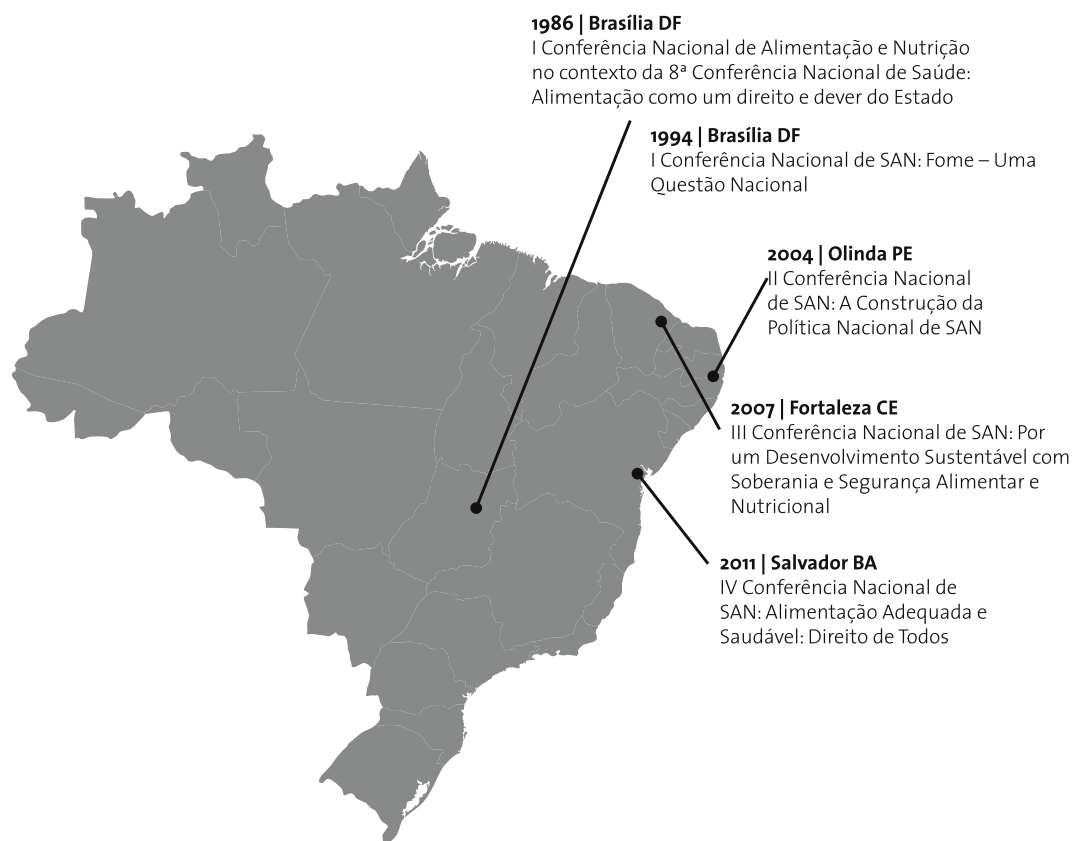 1986 | Brasília DF
I Conferência Nacional de Alimentação e Nutrição
no contexto da 8ª Conferência Nacional de Saúde:
Alimentação como um direito e dever do Estado
1994 | Brasília DF
I Conferência Nacional de SAN: Fome – Uma
Questão Nacional
2004 | Olinda PE
II Conferência Nacional
de SAN: A Construção da
Política Nacional de SAN
2007 | Fortaleza CE
III Conferência Nacional de SAN: Por
um Desenvolvimento Sustentável com
Soberania e Segurança Alimentar e
Nutricional
2011 | Salvador BA
IV Conferência Nacional de
SAN: Alimentação Adequada e
Saudável: Direito de Todos